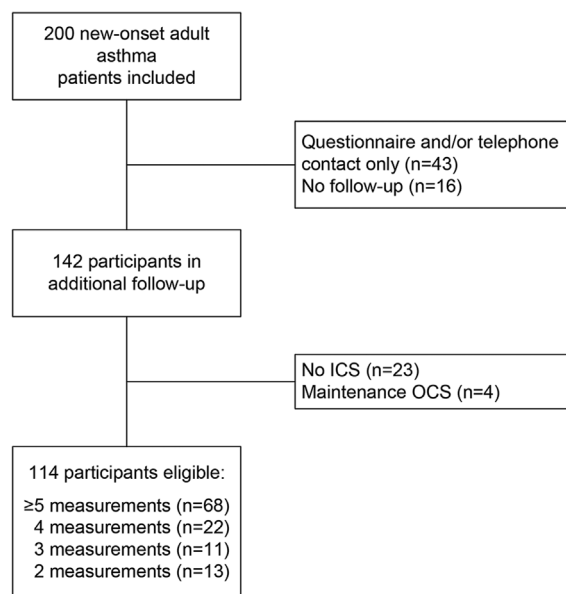 200 new-onset adult
asthma
patients included
Questionnaire and/or telephone
contact only (n=43)
No follow-up (n=16)
142 participants in
additional follow-up
No ICS (n=23)
Maintenance OCS (n=4)
114 participants eligible:
≥5 measurements (n=68)
4 measurements (n=22)
3 measurements (n=11)
2 measurements (n=13)